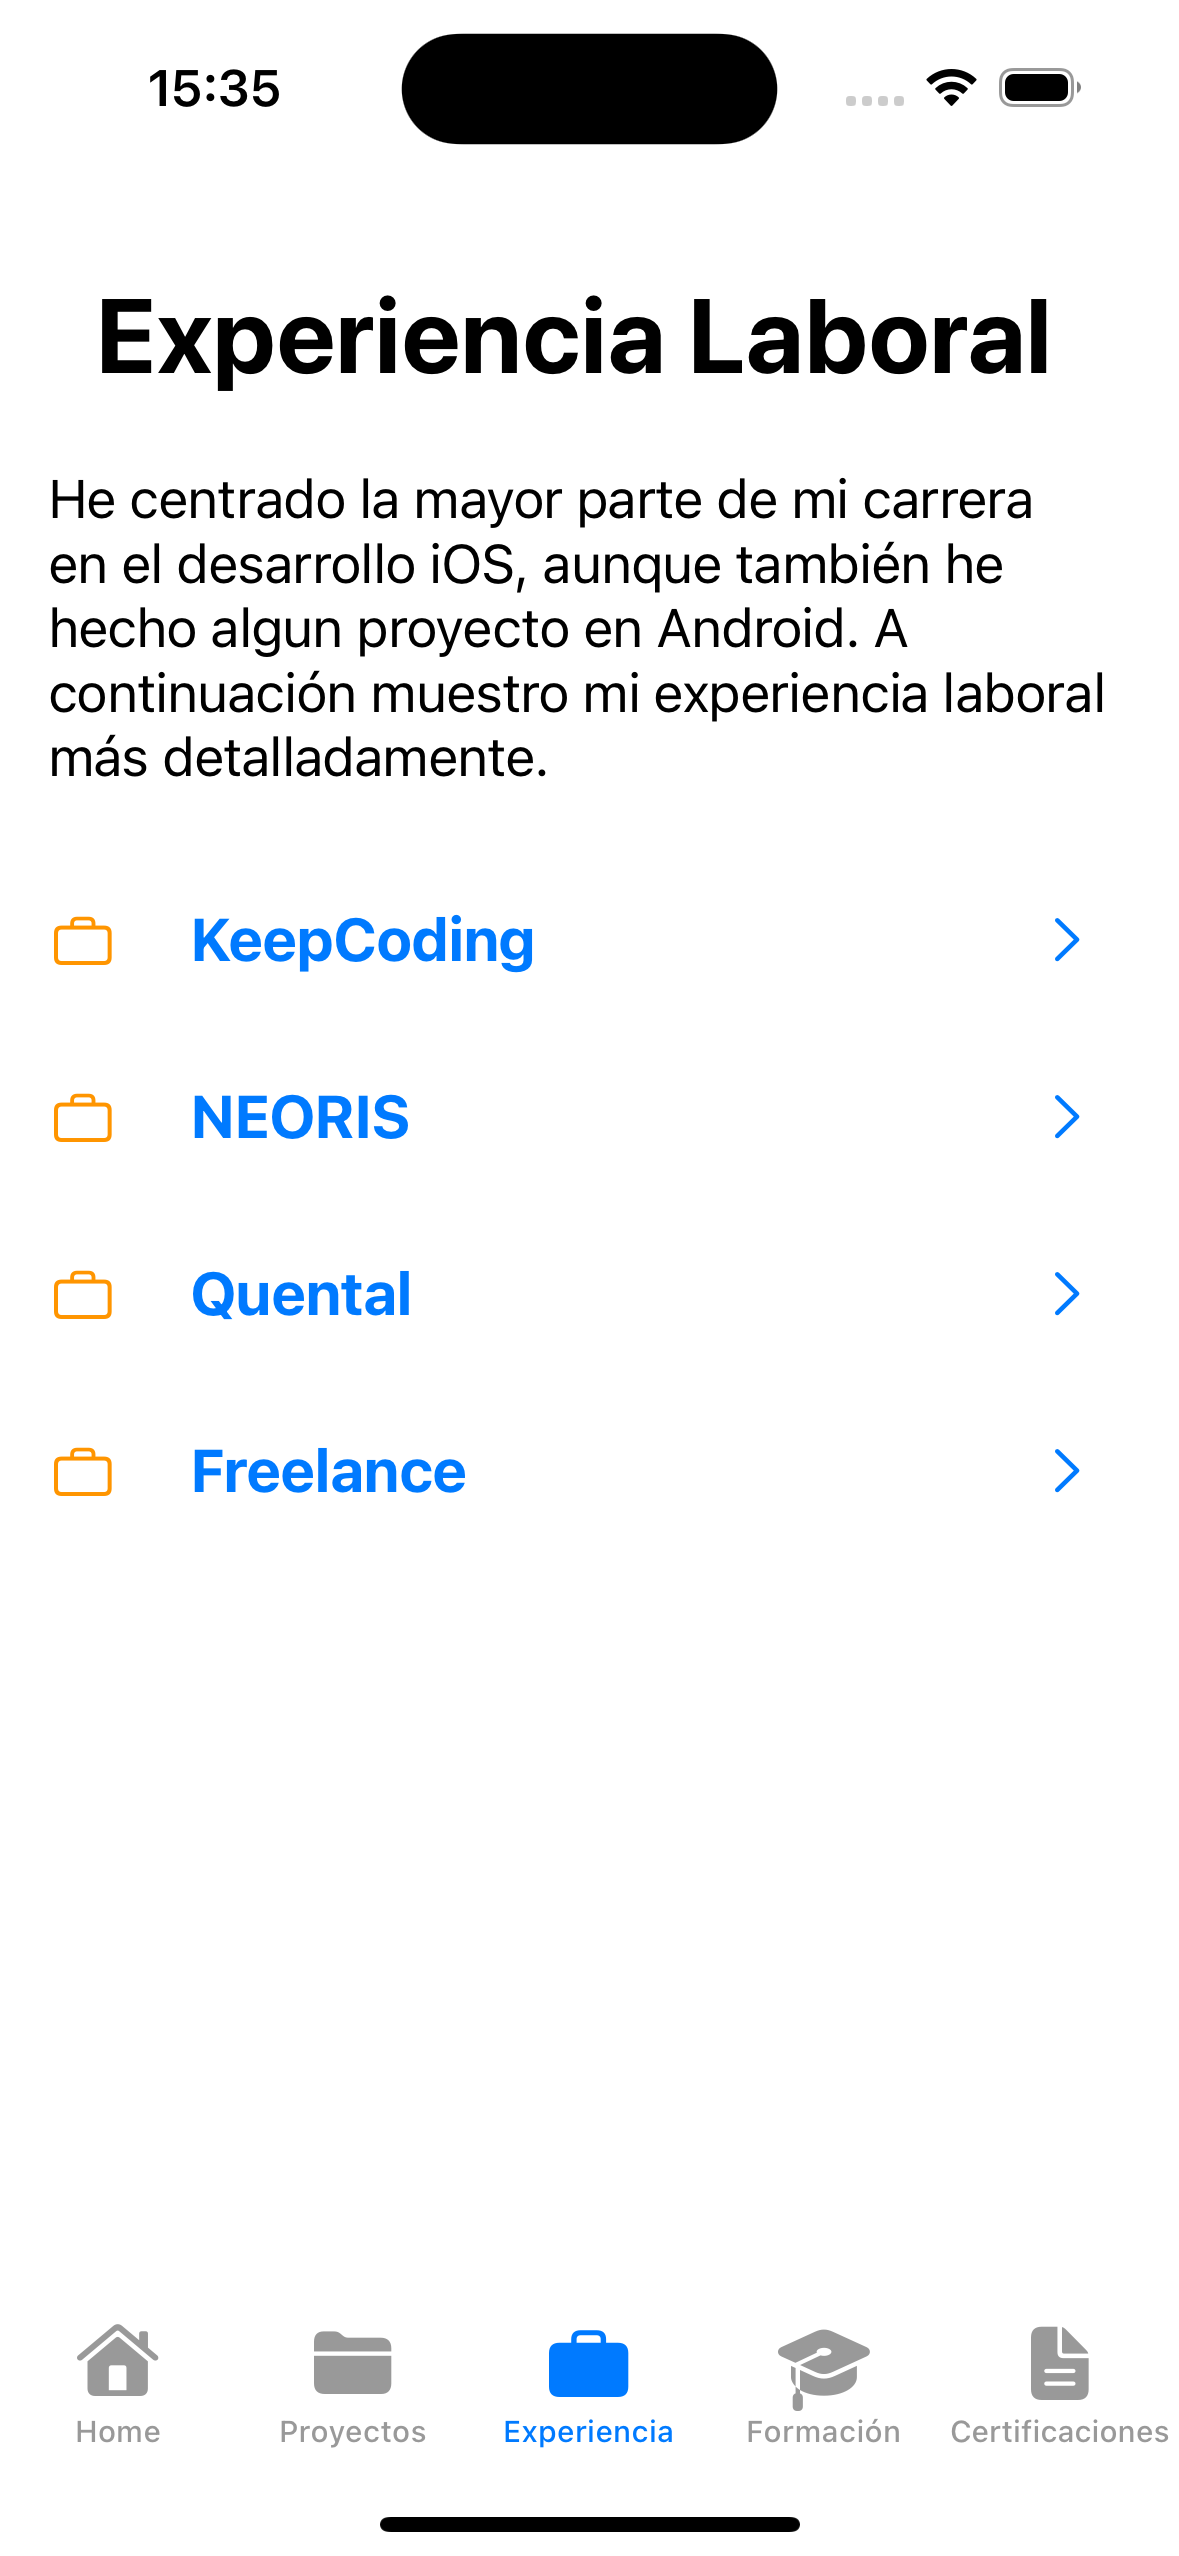 15:35
Experiencia Laboral
He centrado la mayor parte de mi carrera
en el desarrollo iOS, aunque también he
hecho algun proyecto en Android. A
continuación muestro mi experiencia laboral
más detalladamente.
KeepCoding
NEORIS
Quental
Freelance
Home
Proyectos
Experiencia
Formación
Certificaciones